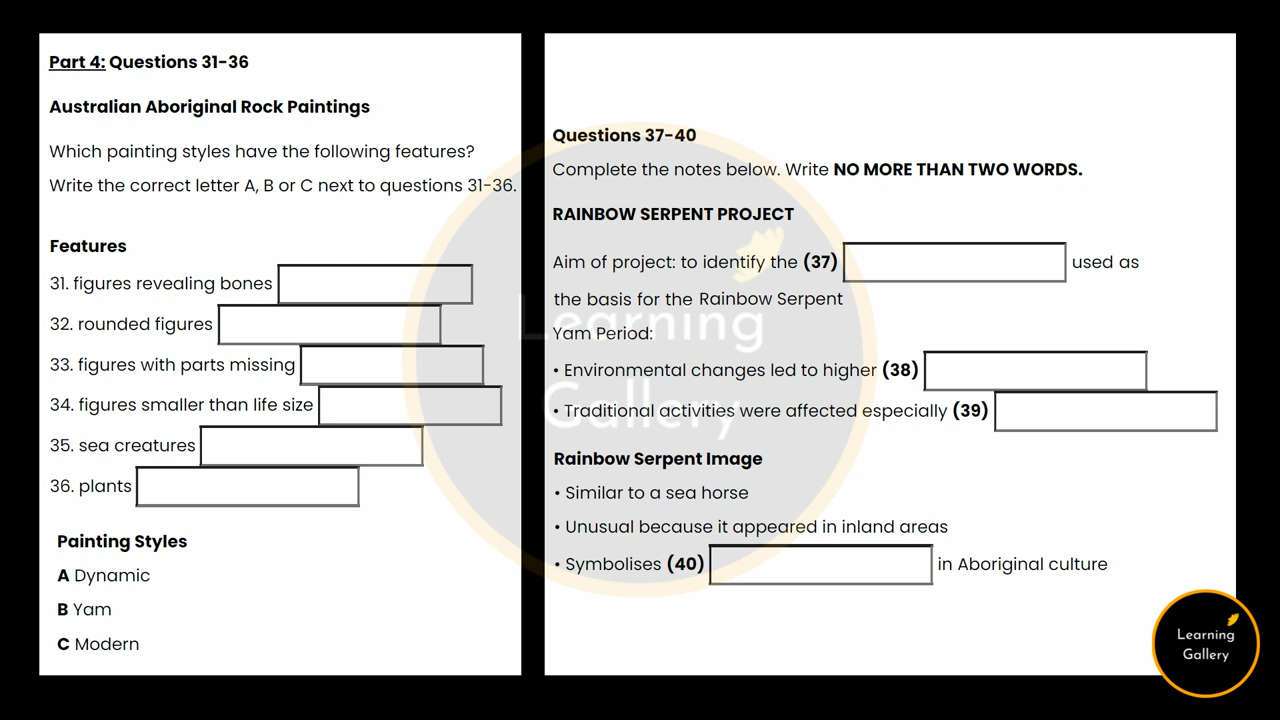 Part 4: Questions 31-36
Australian Aboriginal Rock Paintings
Which painting styles have the following features?
Write the correct letter A, B or C next to questions 31-36.
Features
31. figures revealing bones
32. rounded figures
33. figures with parts missing
34. figures smaller than life size
35. sea creatures
36. plants
Painting Styles
A Dynamic
B Yam
C Modern
Questions 37-40
Complete the notes below. Write NO MORE THAN TWO WORDS.
RAINBOW SERPENT PROJECT
Aim of project: to identify the (37) used as
the basis for the Rainbow Serpent
Yam Period:
• Environmental changes led to higher (38)
• Traditional activities were affected especially (39)
Rainbow Serpent Image
• Similar to a sea horse
• Unusual because it appeared in inland areas
• Symbolises (40) in Aboriginal culture
Learning
Gallery
Learning
Gallery